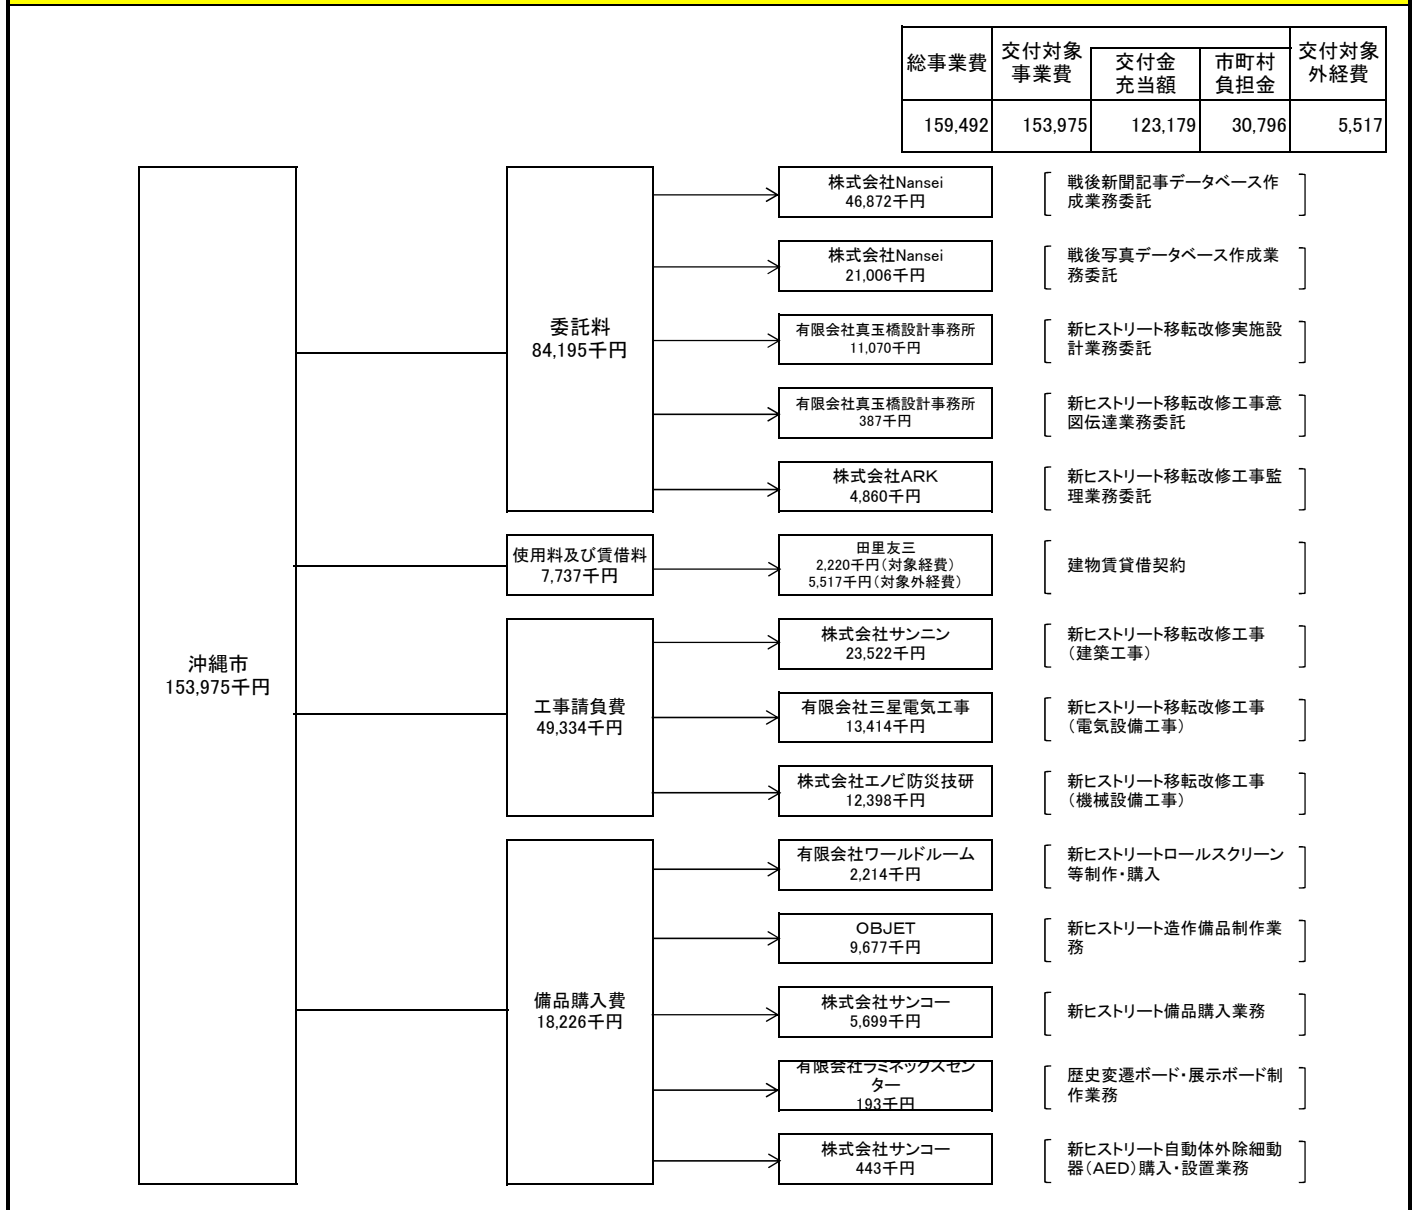 総事業費
交付対象
事業費
交付金
充当額
市町村
負担金
交付対象
外経費
159,492
153,975
123,179
30,796
5,517
沖縄市
153,975千円
委託料
84,195千円
株式会社Nansei
46,872千円
戦後新聞記事データベース作
成業務委託
株式会社Nansei
21,006千円
戦後写真データベース作成業
務委託
有限会社真玉橋設計事務所
11,070千円
新ヒストリート移転改修実施設
計業務委託
有限会社真玉橋設計事務所
387千円
新ヒストリート移転改修工事意
図伝達業務委託
株式会社ARK
4,860千円
新ヒストリート移転改修工事監
理業務委託
使用料及び賃借料
7,737千円
田里友三
2,220千円(対象経費)
5,517千円(対象外経費)
建物賃貸借契約
工事請負費
49,334千円
株式会社サンニン
23,522千円
新ヒストリート移転改修工事
(建築工事)
有限会社三星電気工事
13,414千円
新ヒストリート移転改修工事
(電気設備工事)
株式会社エノビ防災技研
12,398千円
新ヒストリート移転改修工事
(機械設備工事)
備品購入費
18,226千円
有限会社ワールドルーム
2,214千円
新ヒストリートロールスクリーン
等制作・購入
OBJET
9,677千円
新ヒストリート造作備品制作業
務
株式会社サンコー
5,699千円
新ヒストリート備品購入業務
有限会社ラミネックスセン
ター
193千円
歴史変遷ボード・展示ボード制
作業務
株式会社サンコー
443千円
新ヒストリート自動体外除細動
器(AED)購入・設置業務